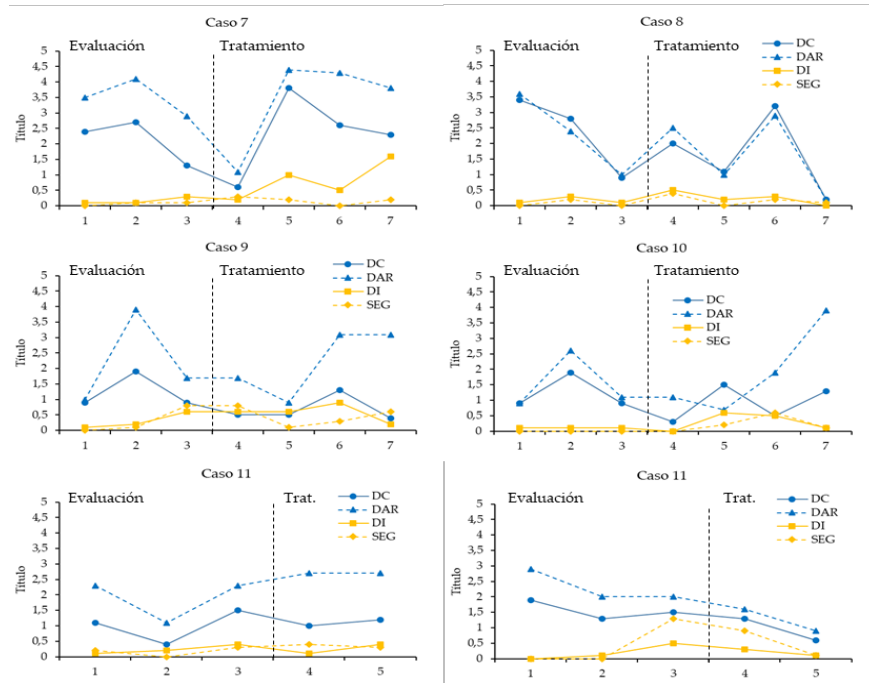 Caso 7
Evaluación
Tratamiento
Título
5
4,5
4
3,5
3
2,5
2
1,5
1
0,5
0
1 2 3 4 5 6 7
Caso 8
Evaluación
Tratamiento
DC
DAR
DI
SEG
Título
5
4,5
4
3,5
3
2,5
2
1,5
1
0,5
0
1 2 3 4 5 6 7
Caso 9
Evaluación
Tratamiento
DC
DAR
DI
SEG
Título
5
4,5
4
3,5
3
2,5
2
1,5
1
0,5
0
1 2 3 4 5 6 7
Caso 10
Evaluación
Tratamiento
DC
DAR
DI
SEG
Título
5
4,5
4
3,5
3
2,5
2
1,5
1
0,5
0
1 2 3 4 5 6 7
Caso 11
Evaluación
Trat.
DC
DAR
DI
SEG
Título
5
4,5
4
3,5
3
2,5
2
1,5
1
0,5
0
1 2 3 4 5
Caso 11
Evaluación
Trat.
DC
DAR
DI
SEG
Título
5
4,5
4
3,5
3
2,5
2
1,5
1
0,5
0
1 2 3 4 5